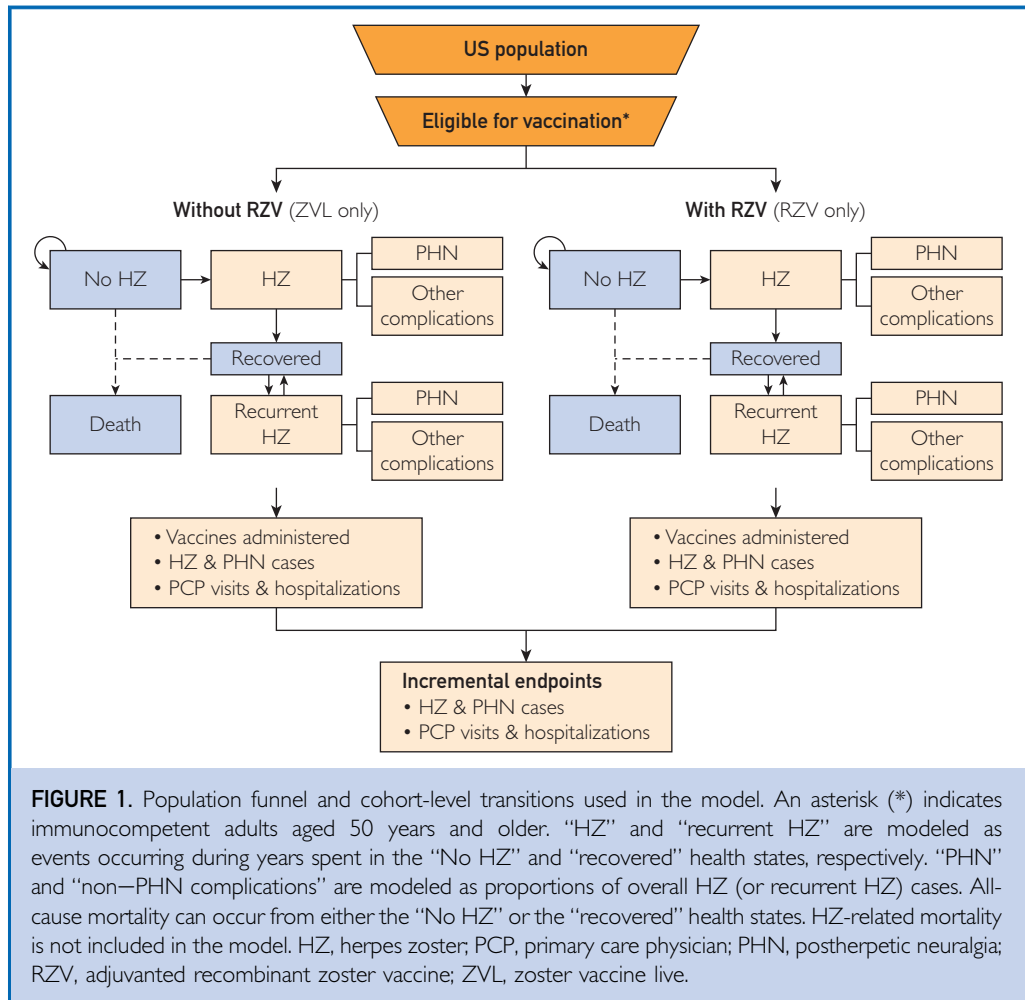 US population
Eligible for vaccination*
Without RZV (ZVL only)
No HZ
HZ
PHN
Other
complications
Recovered
Death
Recurrent
HZ
PHN
Other
complications
• Vaccines administered
• HZ & PHN cases
• PCP visits & hospitalizations
With RZV (RZV only)
No HZ
HZ
PHN
Other
complications
Recovered
Death
Recurrent
HZ
PHN
Other
complications
• Vaccines administered
• HZ & PHN cases
• PCP visits & hospitalizations
Incremental endpoints
• HZ & PHN cases
• PCP visits & hospitalizations
FIGURE 1. Population funnel and cohort-level transitions used in the model. An asterisk (*) indicates
immunocompetent adults aged 50 years and older. “HZ” and “recurrent HZ” are modeled as
events occurring during years spent in the “No HZ” and “recovered” health states, respectively. “PHN”
and “non–PHN complications” are modeled as proportions of overall HZ (or recurrent HZ) cases. All-
cause mortality can occur from either the “No HZ” or the “recovered” health states. HZ-related mortality
is not included in the model. HZ, herpes zoster; PCP, primary care physician; PHN, postherpetic neuralgia;
RZV, adjuvanted recombinant zoster vaccine; ZVL, zoster vaccine live.